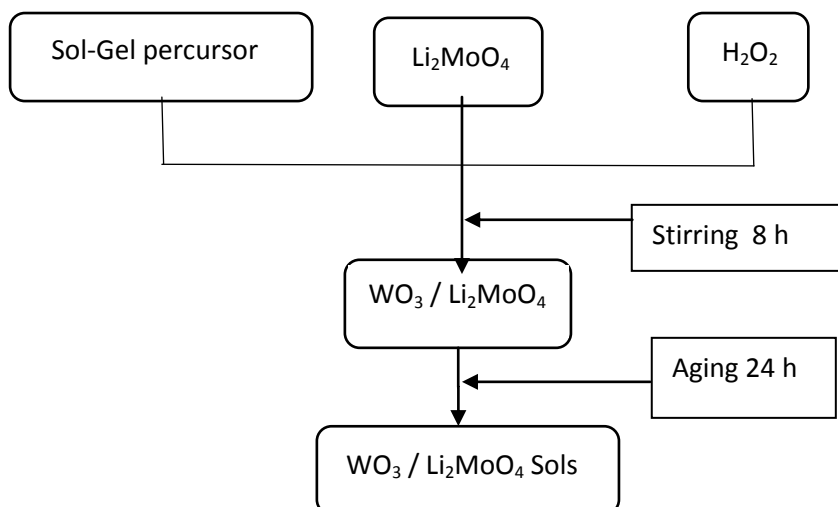 Sol-Gel percursor
Li₂MoO₄
H₂O₂
Stirring 8 h
WO₃ / Li₂MoO₄
Aging 24 h
WO₃ / Li₂MoO₄ Sols